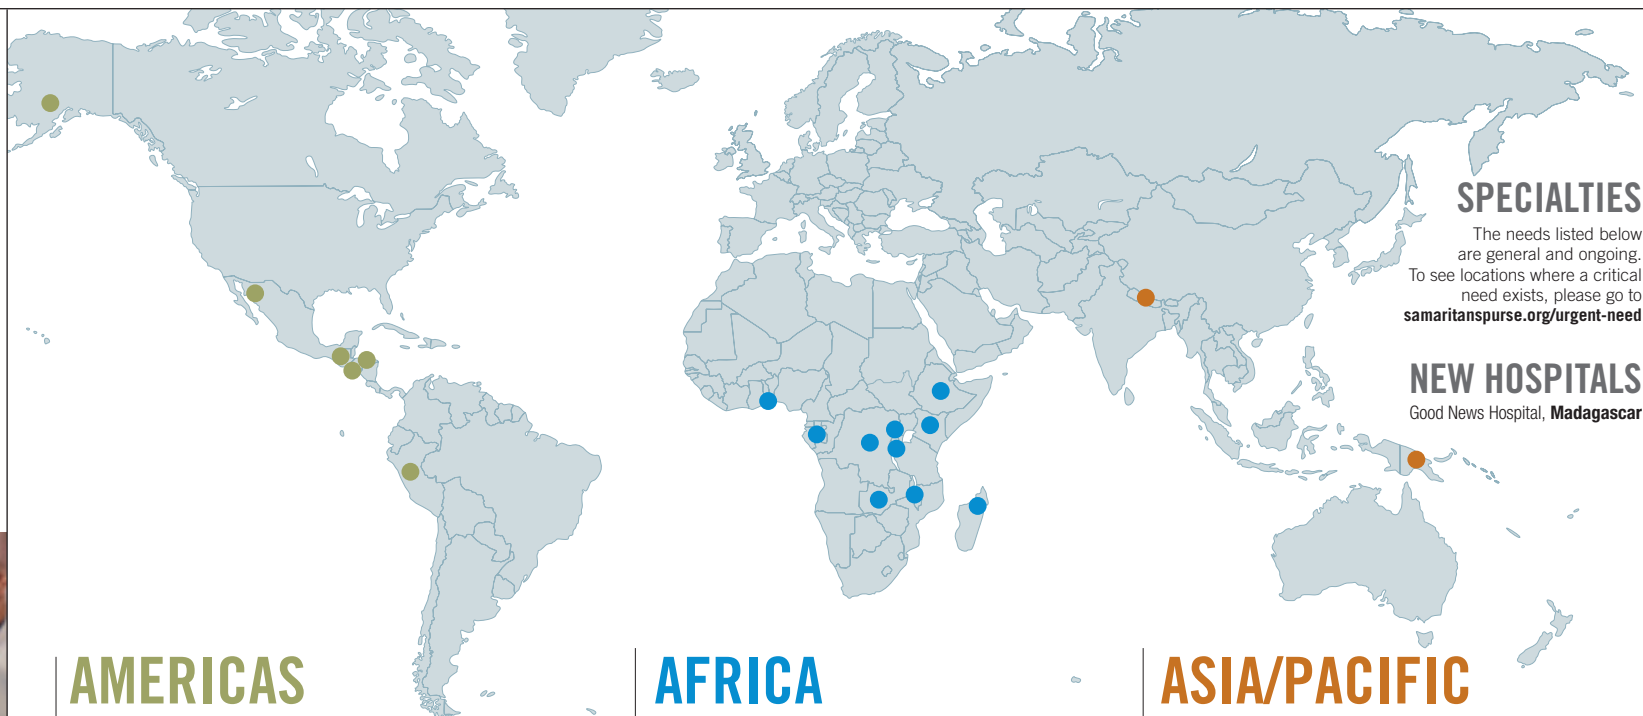 SPECIALTIES
The needs listed below
are general and ongoing.
To see locations where a critical
need exists, please go to
samaritanspurse.org/urgent-need
NEW HOSPITALS
Good News Hospital, Madagascar
AMERICAS
AFRICA
ASIA/PACIFIC